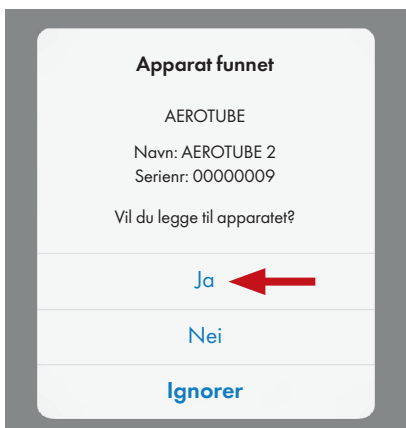 Apparat funnet
AEROTUBE
Navn: AEROTUBE 2
Serienr: 00000009
Vil du legge til apparatet?
Ja
Nei
Ignorer